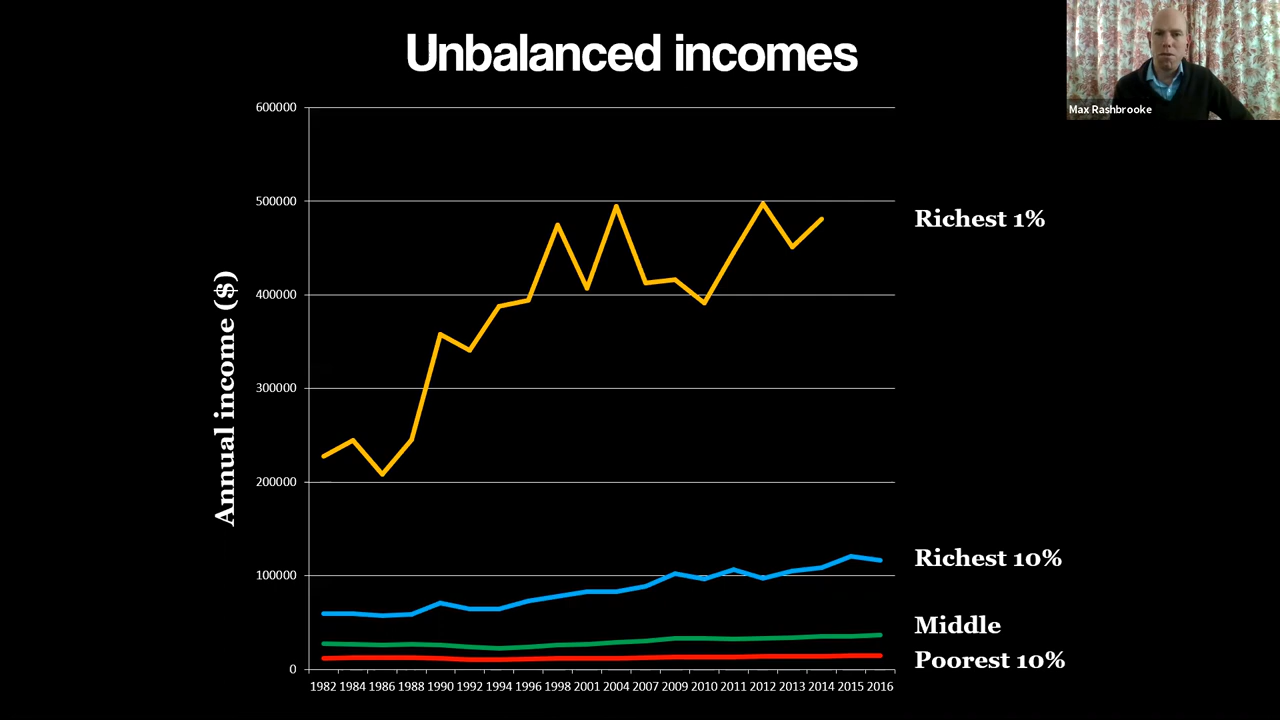 Unbalanced incomes
Max Rashbrooke
Annual income ($)
600000
500000
400000
300000
200000
100000
0
Richest 1%
Richest 10%
Middle
Poorest 10%
1982 1984 1986 1988 1990 1992 1994 1996 1998 2001 2004 2007 2009 2010 2011 2012 2013 2014 2015 2016